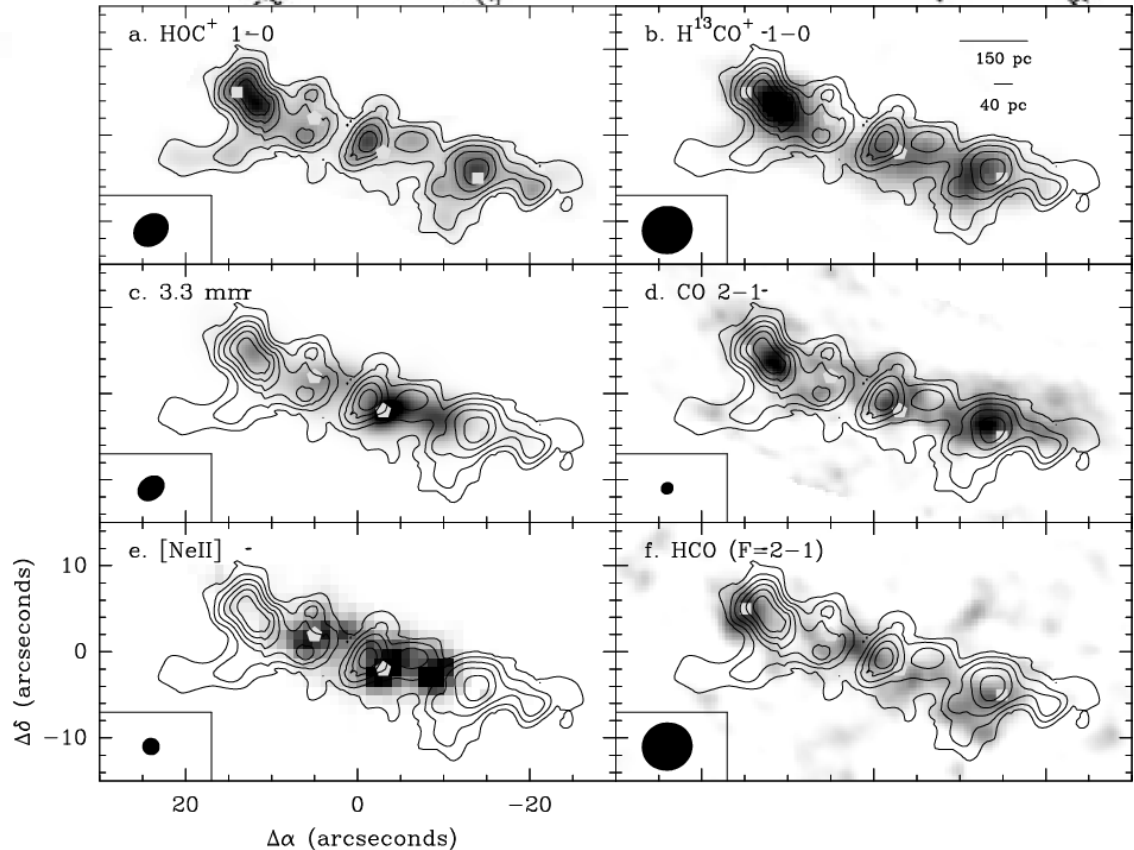 a. HOC⁺ 1-0
b. H¹³CO⁺ -1-0
150 pc
40 pc
c. 3.3 mm
d. CO 2-1
e. [NeII] -
f. HCO (F=2-1)
10
0
-10
Δδ (arcseconds)
20
0
-20
Δα (arcseconds)